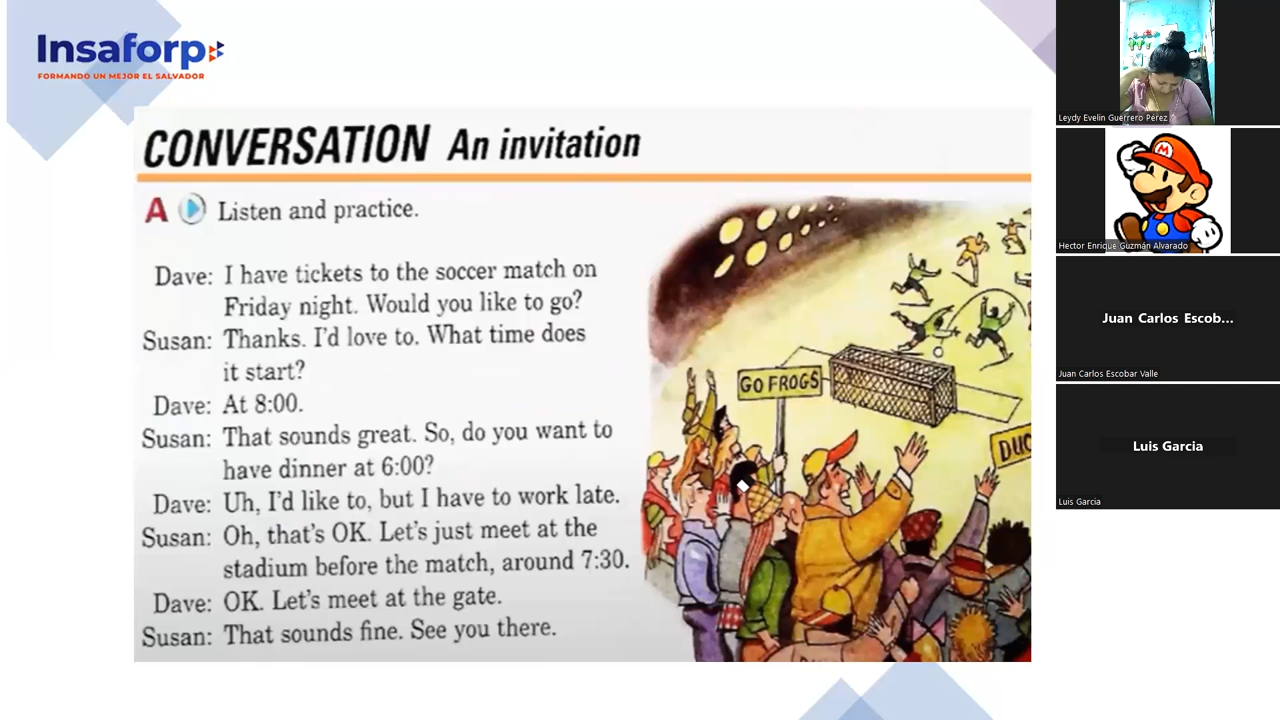 Insaforp
FORMANDO UN MEJOR EL SALVADOR
CONVERSATION An invitation
A Listen and practice.
Dave: I have tickets to the soccer match on
Friday night. Would you like to go?
Susan: Thanks. I'd love to. What time does
it start?
Dave: At 8:00.
Susan: That sounds great. So, do you want to
have dinner at 6:00?
Dave: Uh, I'd like to, but I have to work late.
Susan: Oh, that's OK. Let's just meet at the
stadium before the match, around 7:30.
Dave: OK. Let's meet at the gate.
Susan: That sounds fine. See you there.
GO FROGS
DUC
Leydy Evelin Guerrero Pérez
M
Hector Enrique Guzmán Alvarado
Juan Carlos Escob...
Juan Carlos Escobar Valle
Luis Garcia
Luis Garcia